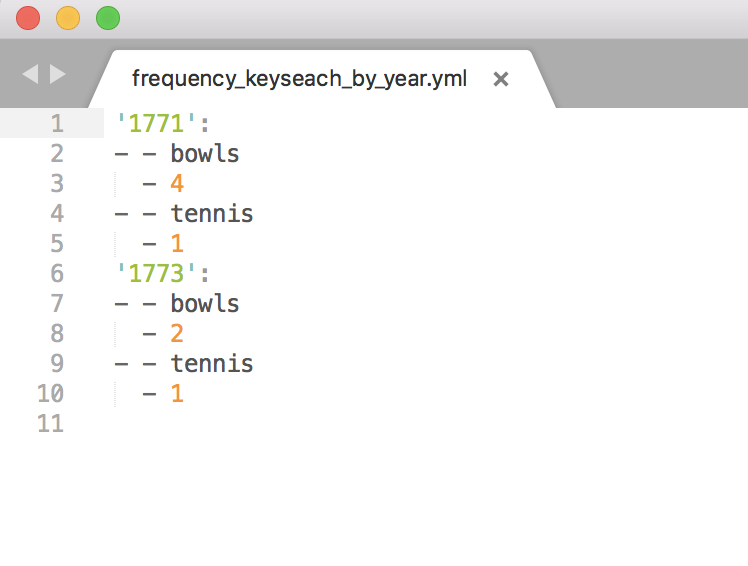 frequency_keyseach_by_year.yml ×
1 '1771':
2 - - bowls
3   - 4
4 - - tennis
5   - 1
6 '1773':
7 - - bowls
8   - 2
9 - - tennis
10   - 1
11